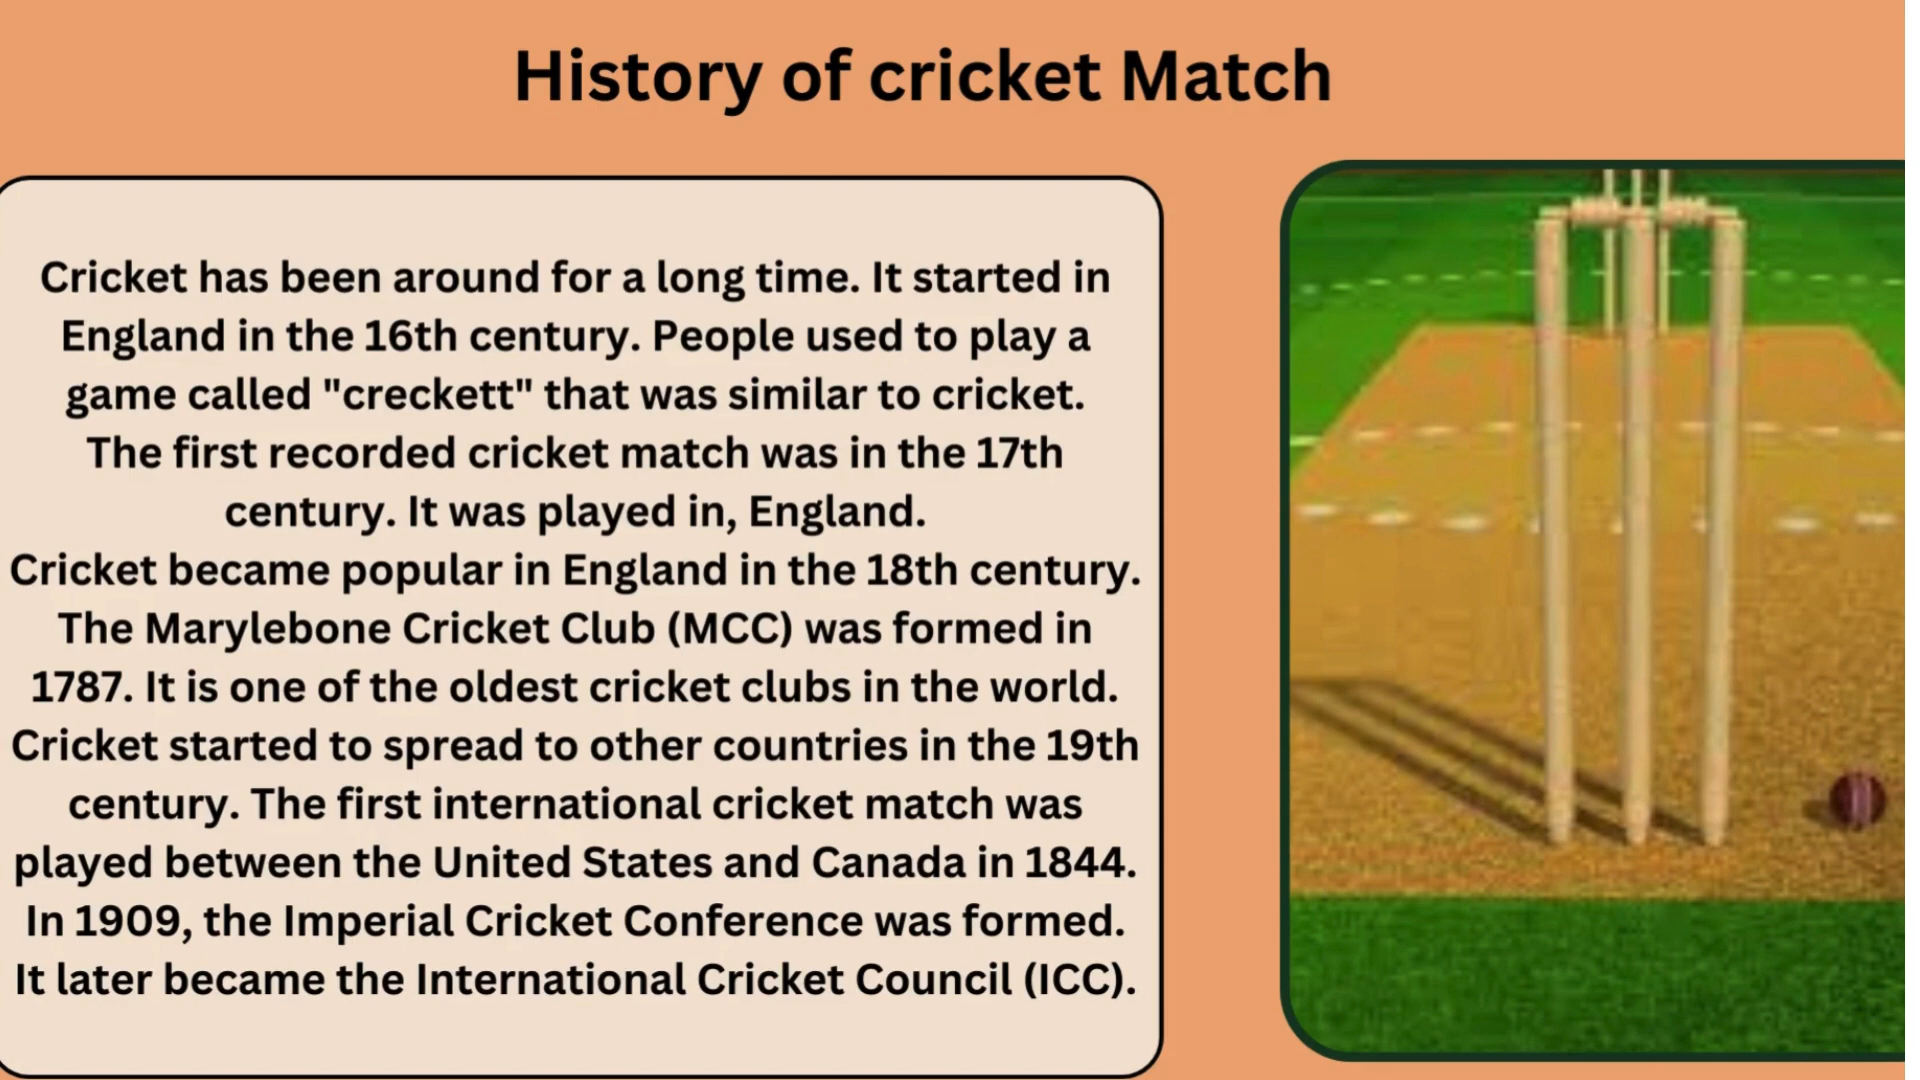 History of cricket Match
Cricket has been around for a long time. It started in
England in the 16th century. People used to play a
game called "creckett" that was similar to cricket.
The first recorded cricket match was in the 17th
century. It was played in, England.
Cricket became popular in England in the 18th century.
The Marylebone Cricket Club (MCC) was formed in
1787. It is one of the oldest cricket clubs in the world.
Cricket started to spread to other countries in the 19th
century. The first international cricket match was
played between the United States and Canada in 1844.
In 1909, the Imperial Cricket Conference was formed.
It later became the International Cricket Council (ICC).